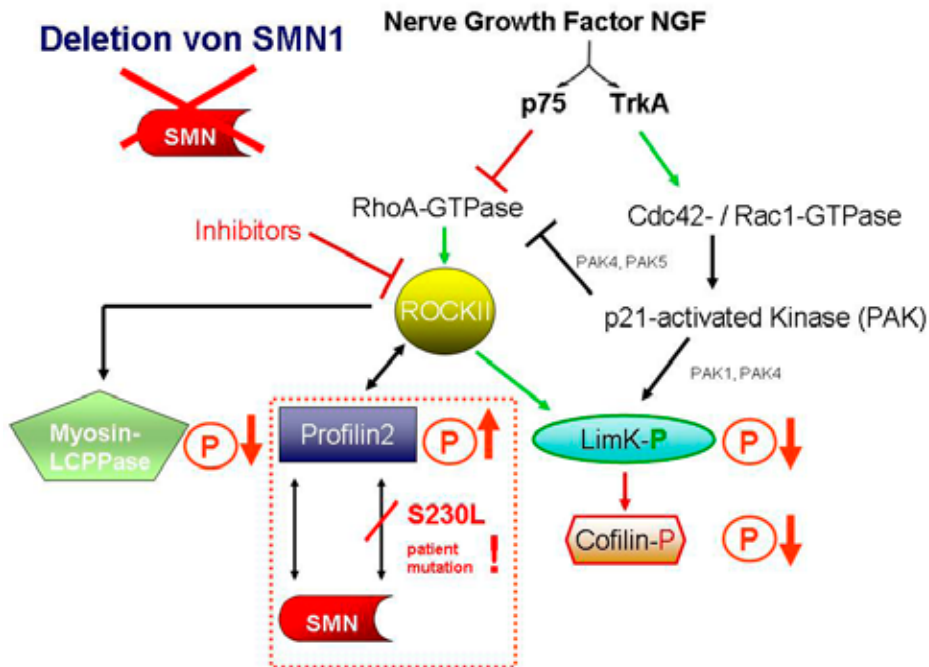 Deletion von SMN1
SMN
Nerve Growth Factor NGF
p75
TrkA
RhoA-GTPase
Cdc42- / Rac1-GTPase
Inhibitors
PAK4, PAK5
ROCKII
p21-activated Kinase (PAK)
PAK1, PAK4
Myosin-
LCPPase
P
Profilin2
P
LimK-P
P
S230L
patient
mutation
!
Cofilin-P
P
SMN